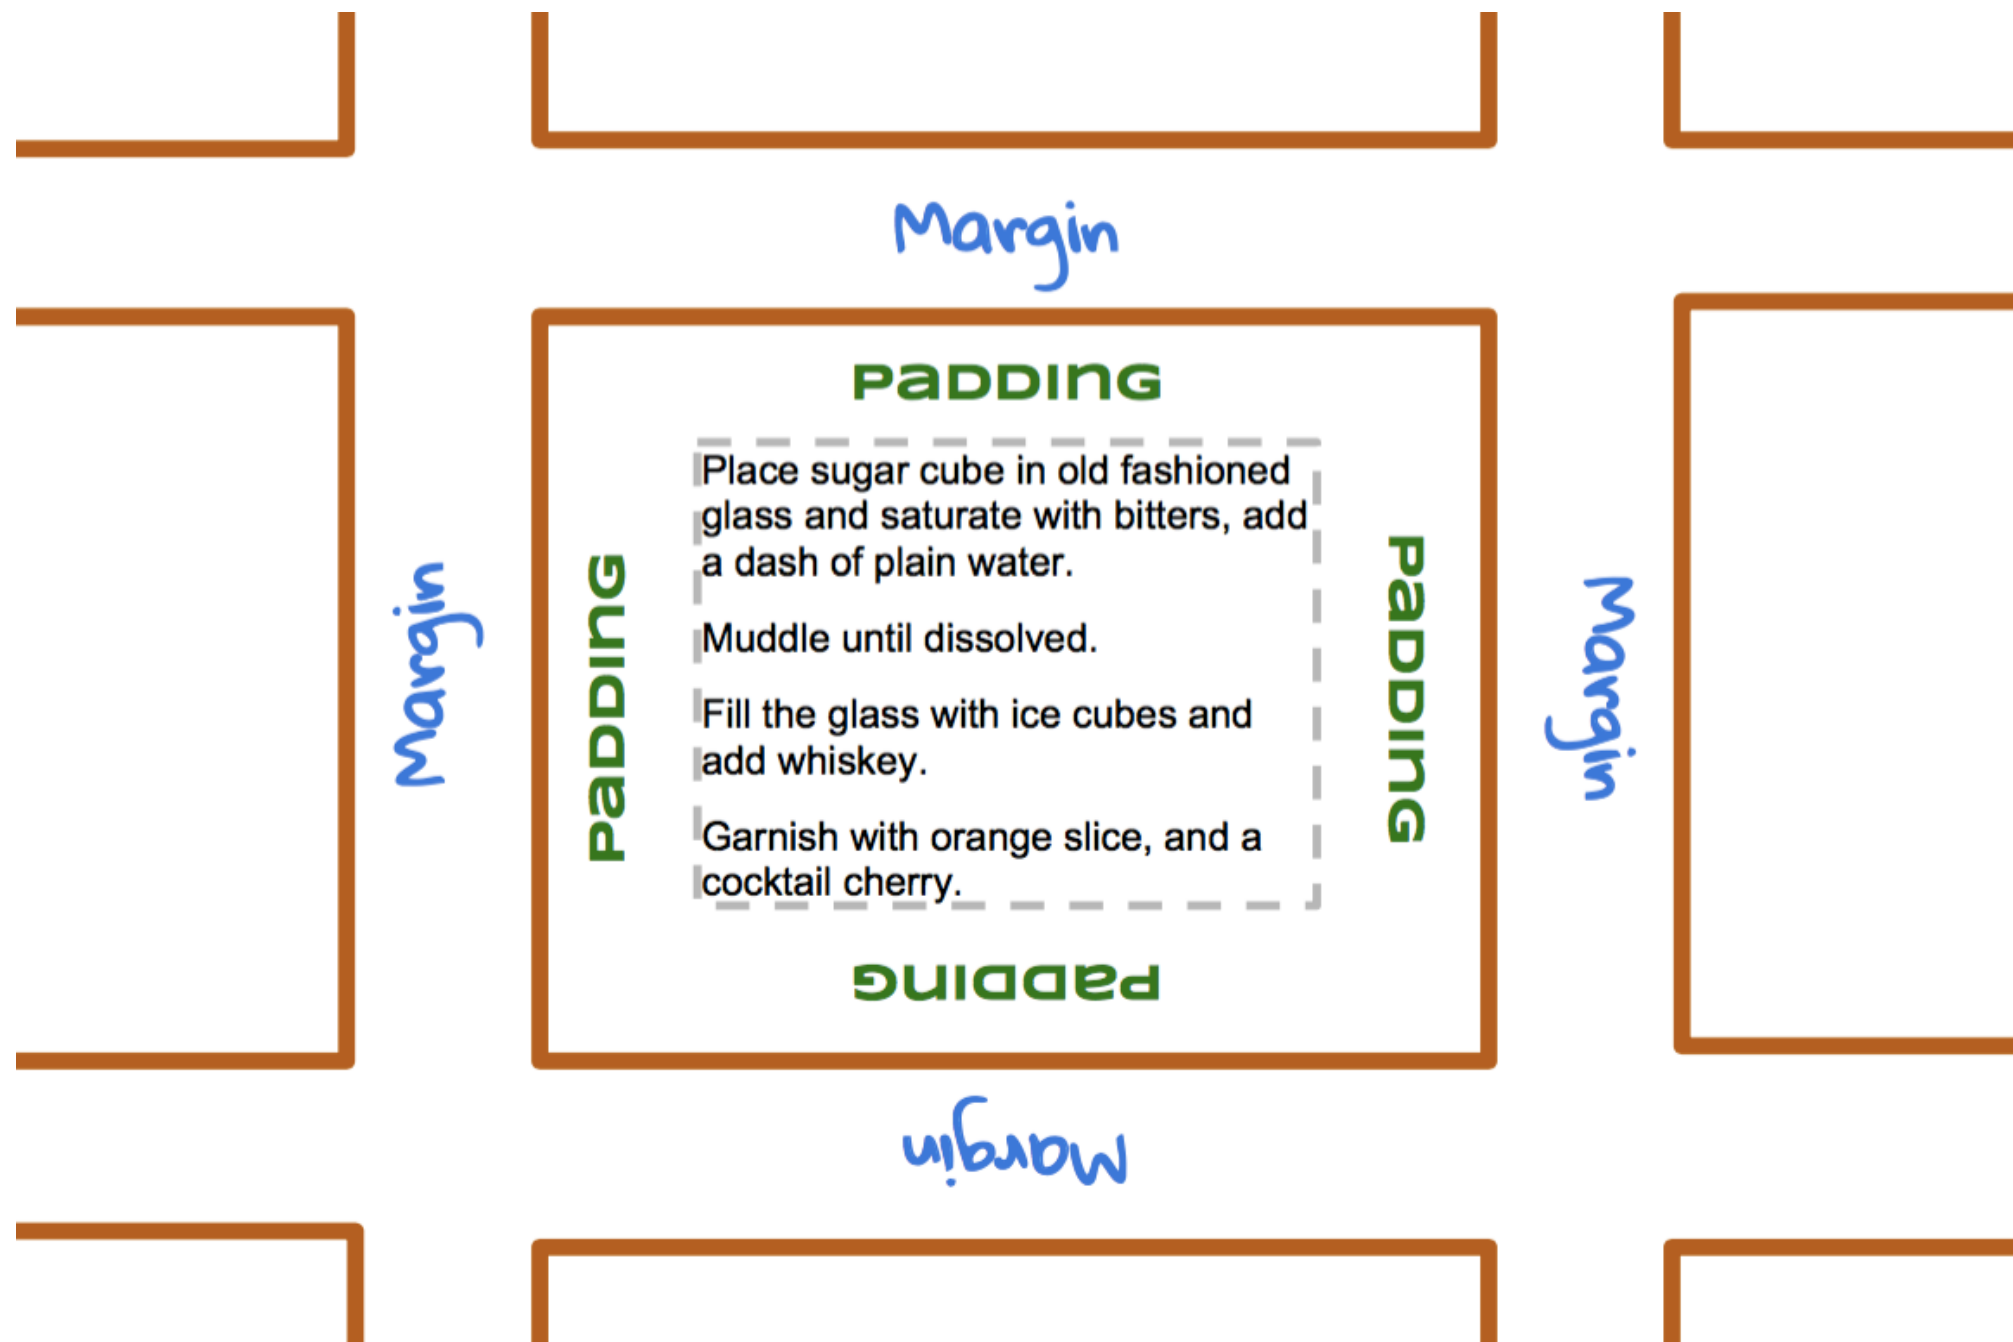 Margin
PaDDING
Place sugar cube in old fashioned
glass and saturate with bitters, add
a dash of plain water.
Muddle until dissolved.
Fill the glass with ice cubes and
add whiskey.
Garnish with orange slice, and a
cocktail cherry.
Margin
PaDDING
PaDDING
Margin
PaDDING
Margin